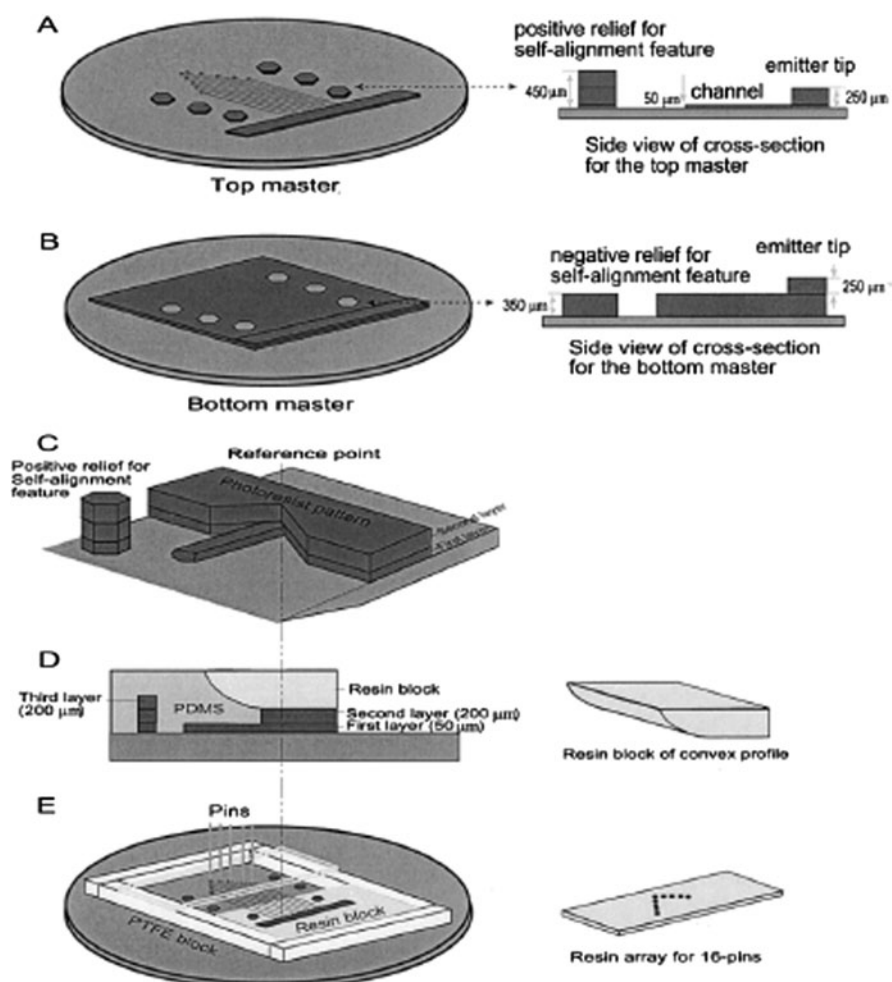 A
positive relief for
self-alignment feature
emitter tip
450 μm
50 μm
channel
250 μm
Side view of cross-section
for the top master
Top master
B
negative relief for
self-alignment feature
emitter tip
350 μm
250 μm
Side view of cross-section
for the bottom master
Bottom master
C
Reference point
Positive relief for
Self-alignment
feature
Photoresist pattern
Second layer
First layer
D
Third layer
(200 μm)
PDMS
Resin block
Second layer (200 μm)
First layer (50 μm)
Resin block of convex profile
E
Pins
PTFE block
Resin block
Resin array for 16-pins